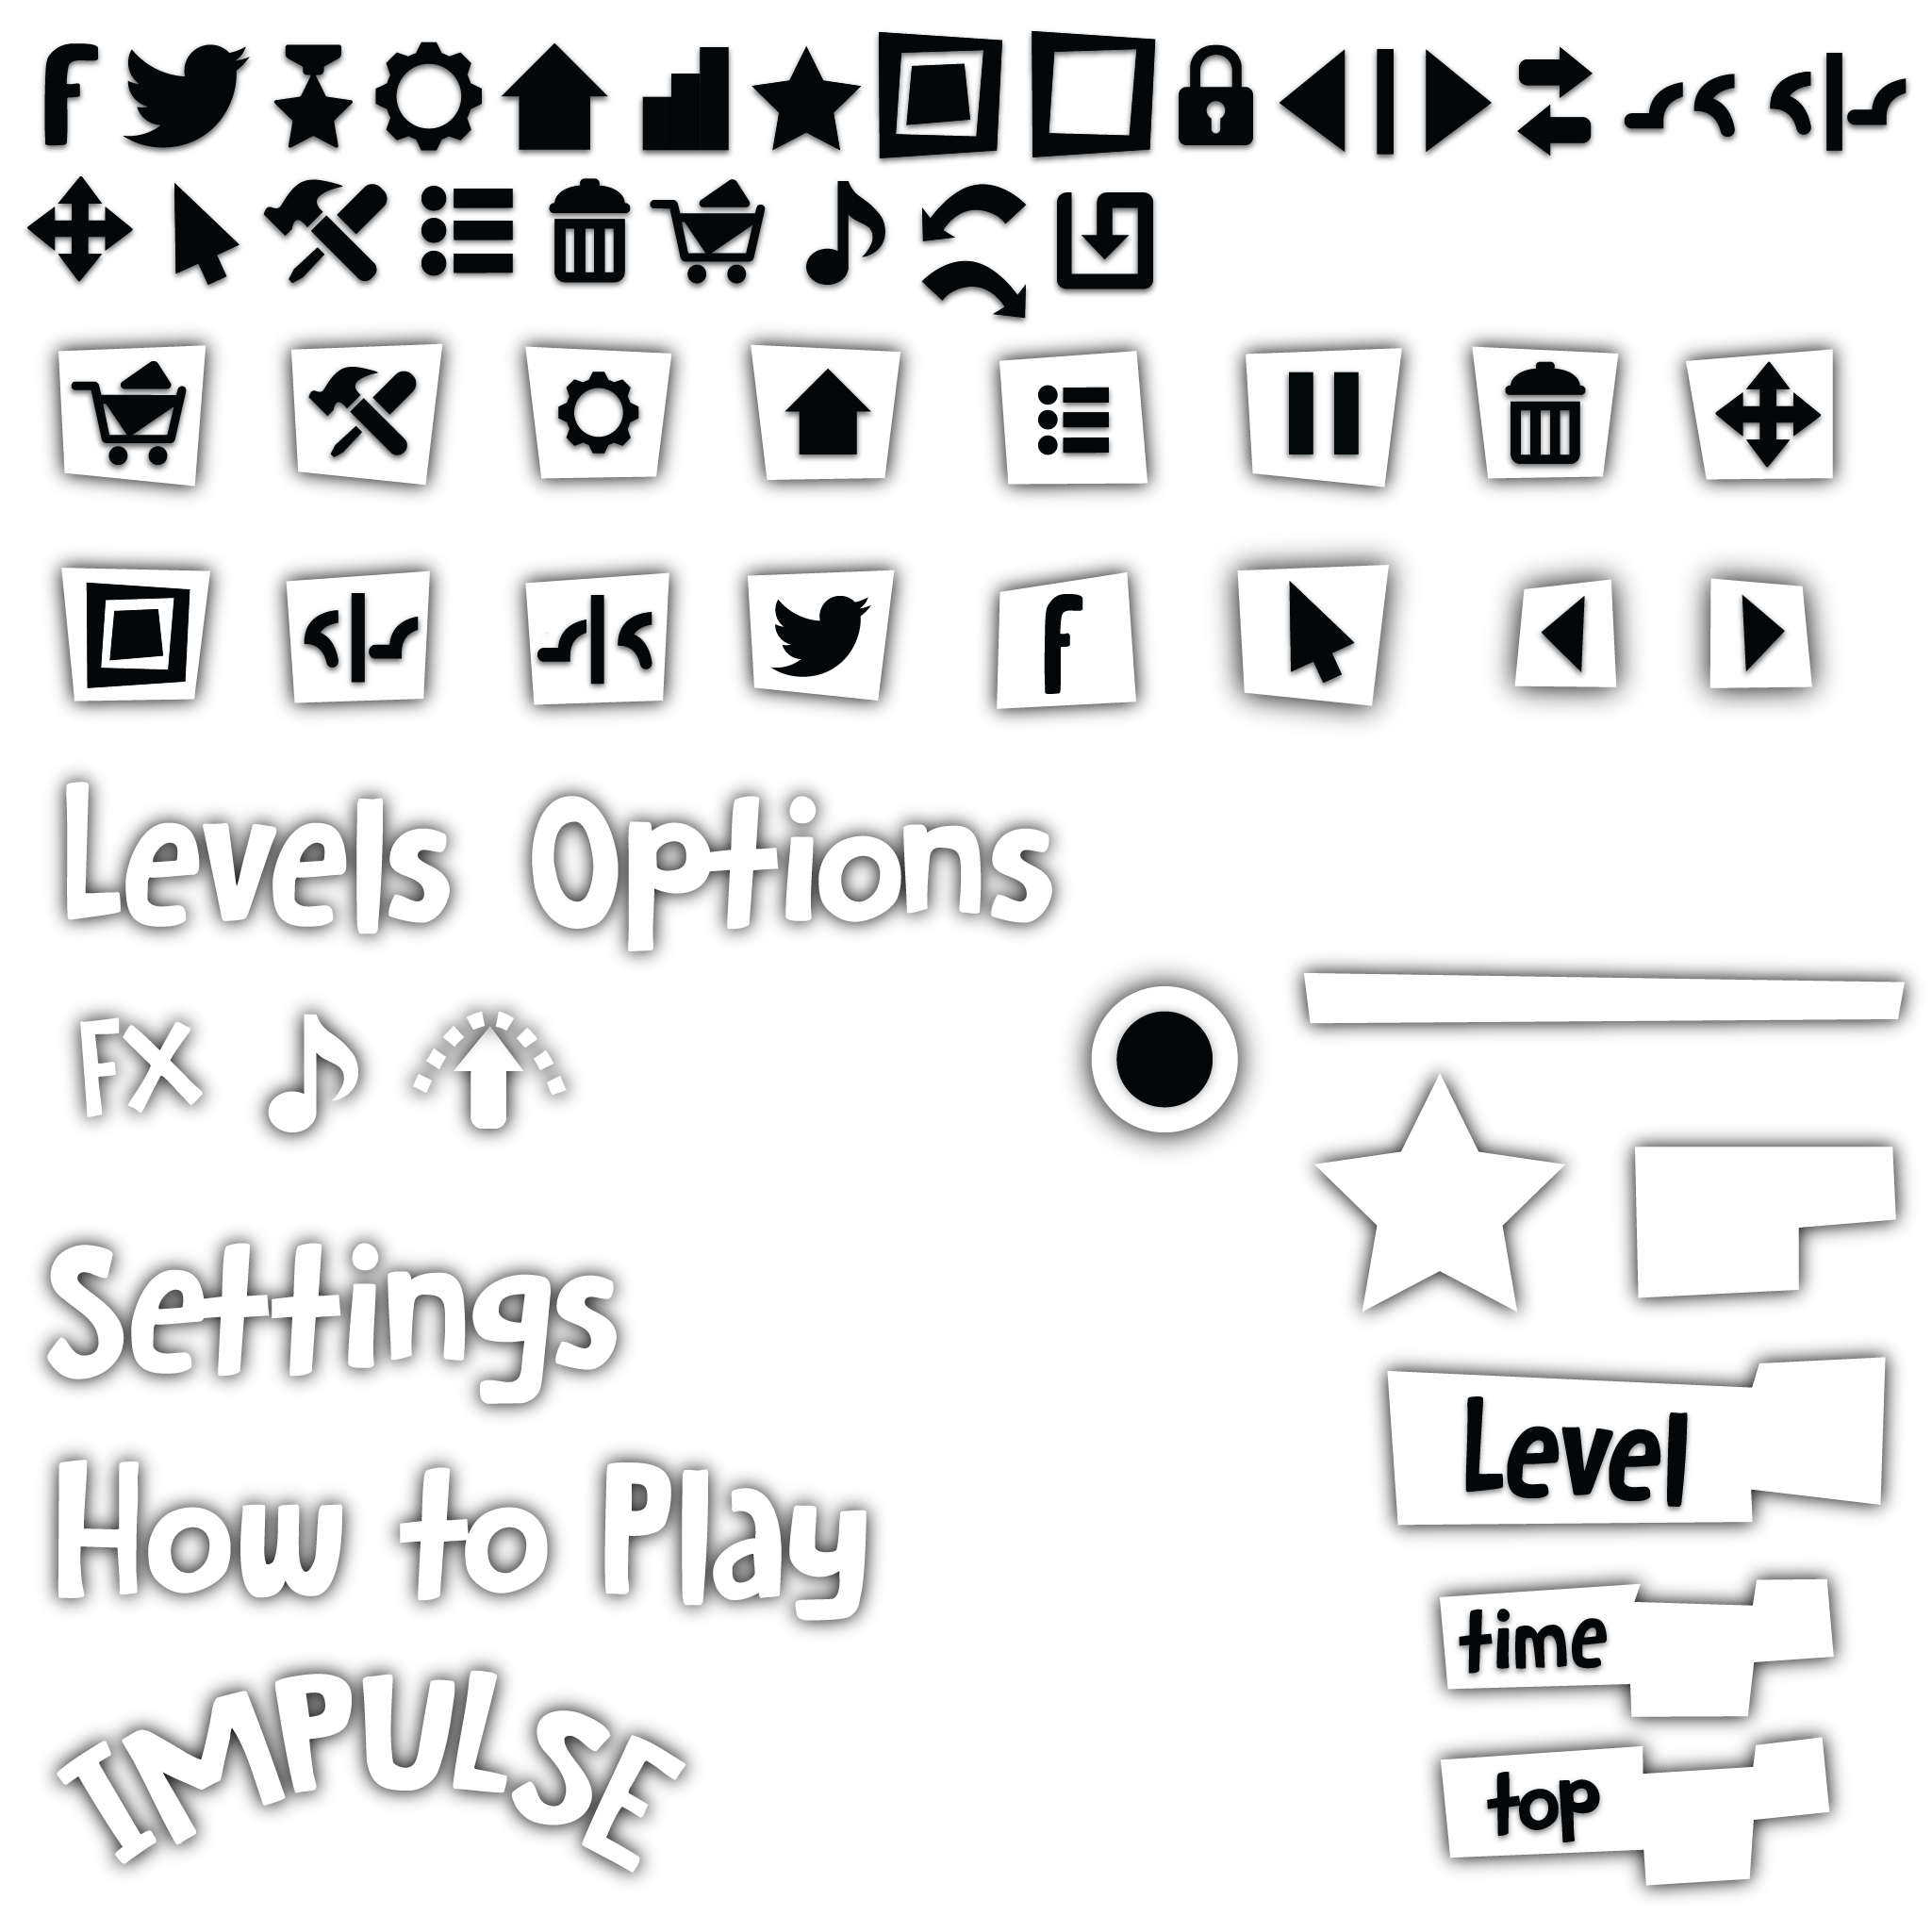 f
f
Levels Options
FX
Settings
Level
How to Play
time
IMPULSE
top